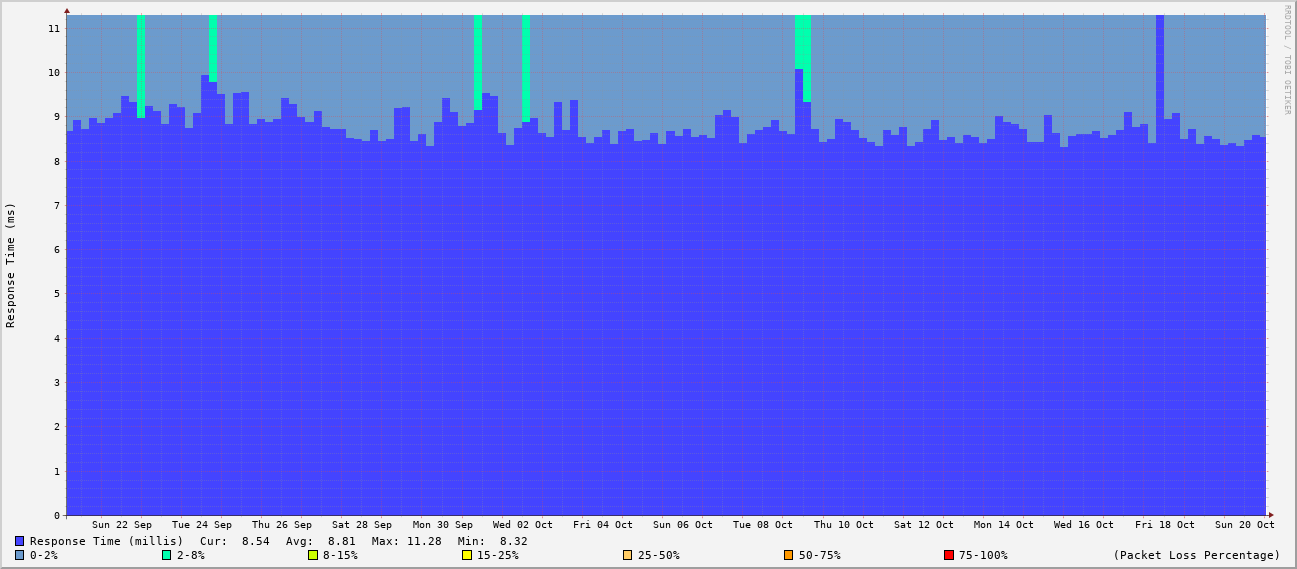 RRDTOOL / TOBI OETIKER
Response Time (ms)
11
10
9
8
7
6
5
4
3
2
1
0
Sun 22 Sep Tue 24 Sep Thu 26 Sep Sat 28 Sep Mon 30 Sep Wed 02 Oct Fri 04 Oct Sun 06 Oct Tue 08 Oct Thu 10 Oct Sat 12 Oct Mon 14 Oct Wed 16 Oct Fri 18 Oct Sun 20 Oct
Response Time (millis) Cur: 8.54 Avg: 8.81 Max: 11.28 Min: 8.32
0-2% 2-8% 8-15% 15-25% 25-50% 50-75% 75-100% (Packet Loss Percentage)